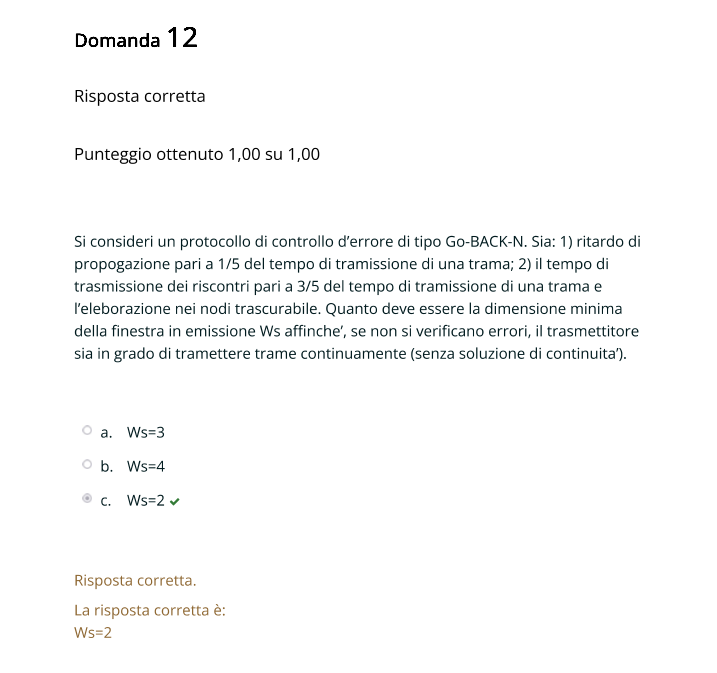 Domanda 12
Risposta corretta
Punteggio ottenuto 1,00 su 1,00
Si consideri un protocollo di controllo d’errore di tipo Go-BACK-N. Sia: 1) ritardo di
propogazione pari a 1/5 del tempo di tramissione di una trama; 2) il tempo di
trasmissione dei riscontri pari a 3/5 del tempo di tramissione di una trama e
l’eleborazione nei nodi trascurabile. Quanto deve essere la dimensione minima
della finestra in emissione Ws affinche’, se non si verificano errori, il trasmettitore
sia in grado di tramettere trame continuamente (senza soluzione di continuita’).
a. Ws=3
b. Ws=4
c. Ws=2
Risposta corretta.
La risposta corretta è:
Ws=2